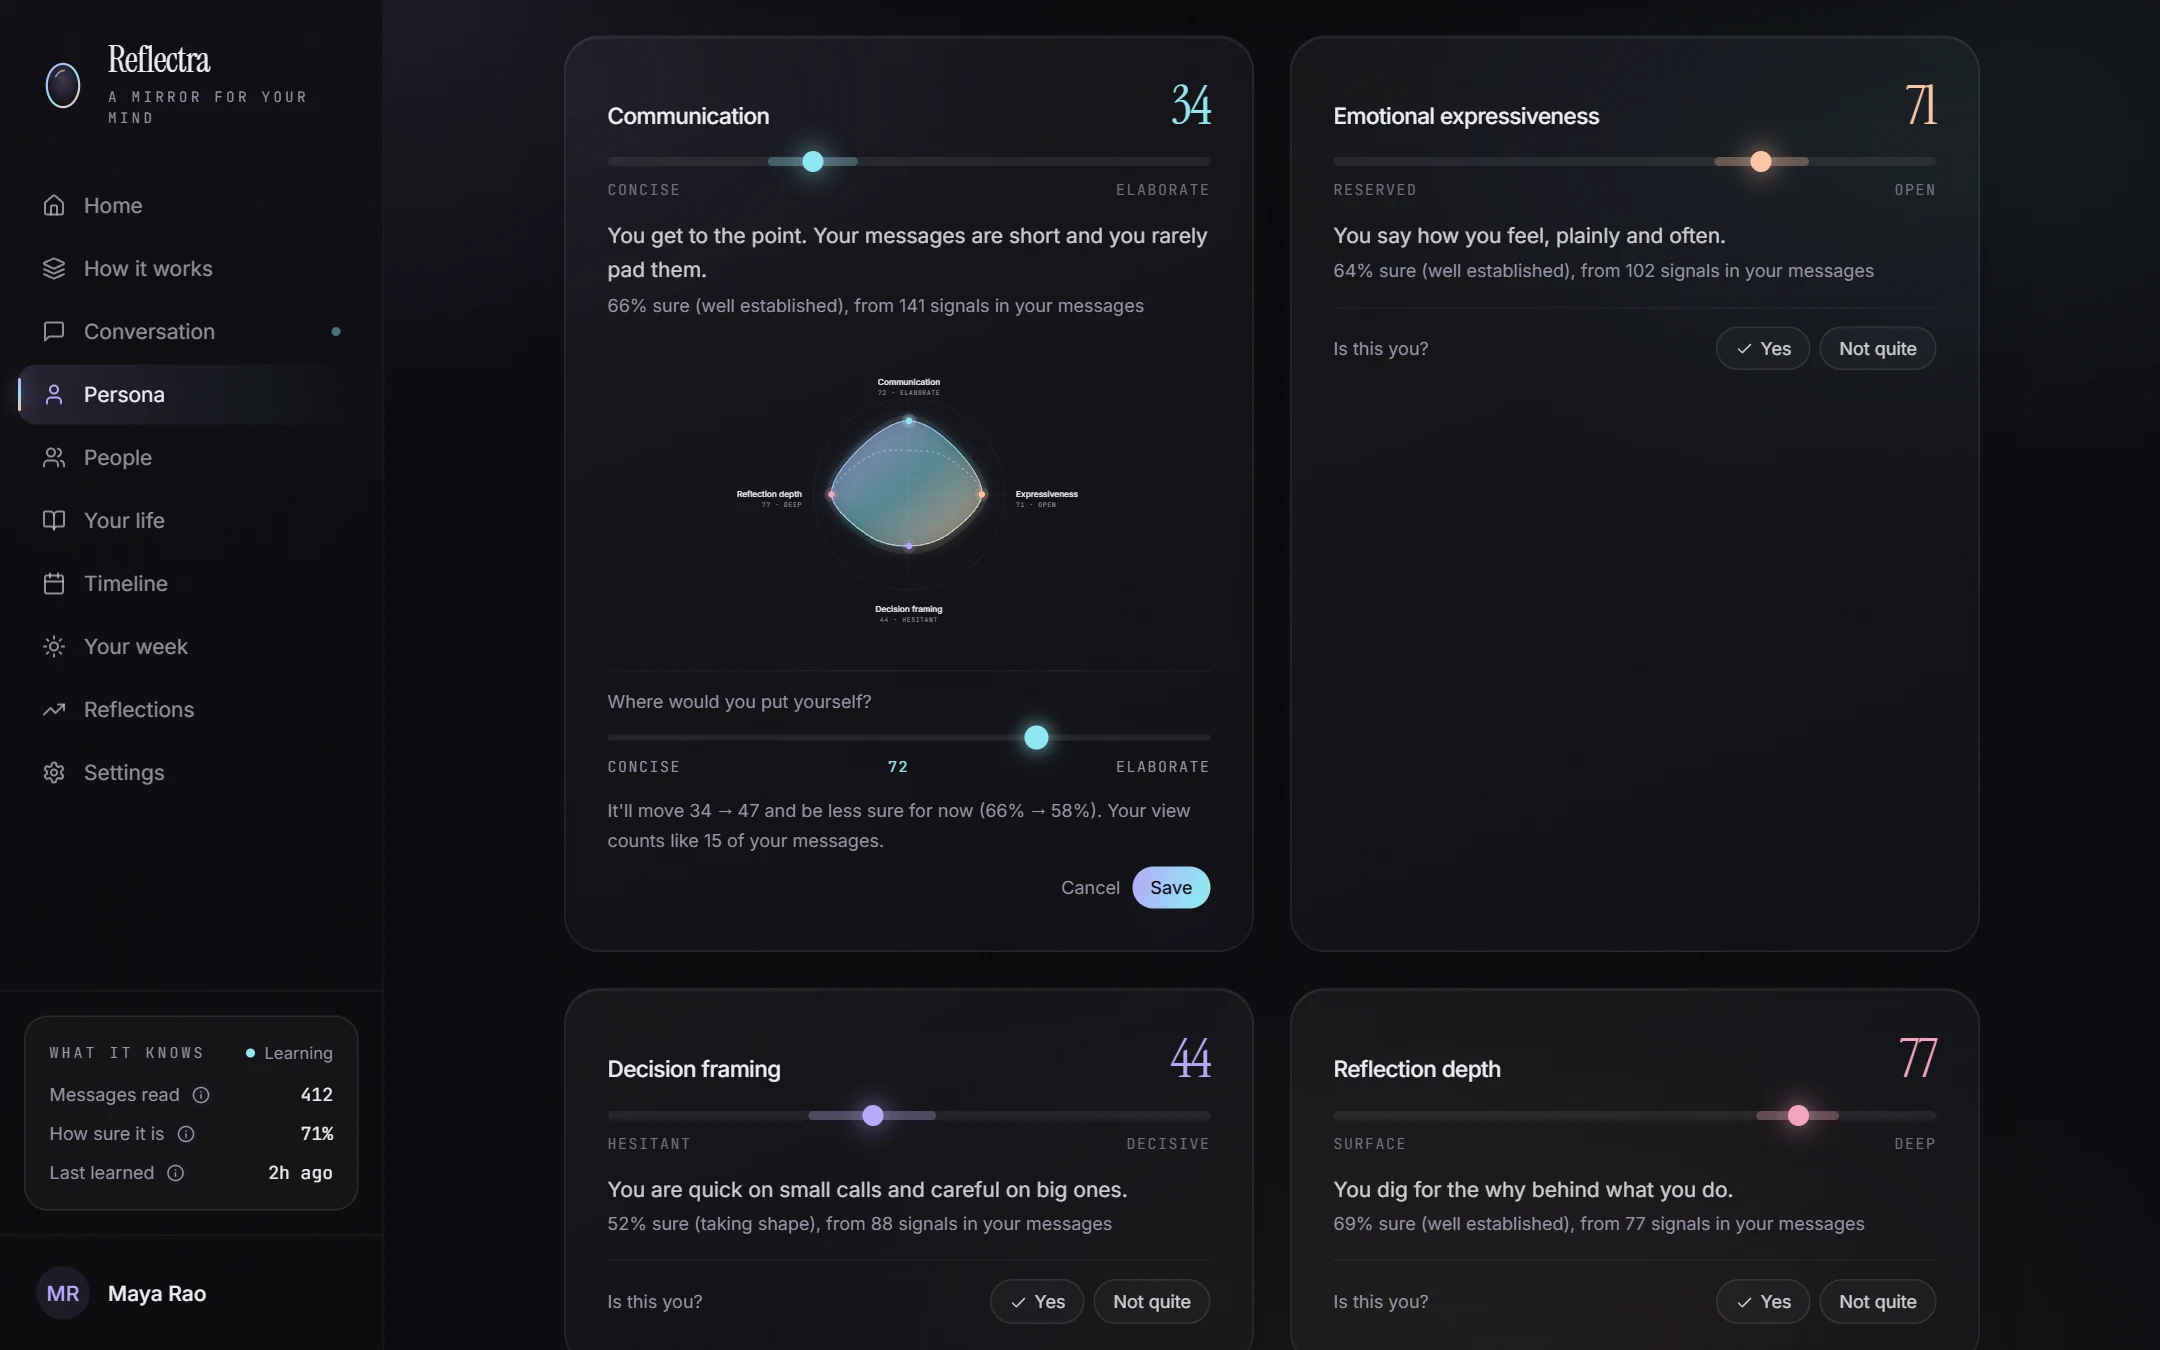 Reflectra
A MIRROR FOR YOUR
MIND
Home
How it works
Conversation
Persona
People
Your life
Timeline
Your week
Reflections
Settings
WHAT IT KNOWS
Learning
Messages read 412
How sure it is 71%
Last learned 2h ago
MR Maya Rao
Communication 34
CONCISE ELABORATE
You get to the point. Your messages are short and you rarely
pad them.
66% sure (well established), from 141 signals in your messages
Communication
72 · ELABORATE
Reflection depth
77 · DEEP
Expressiveness
71 · OPEN
Decision framing
44 · HESITANT
Where would you put yourself?
CONCISE 72 ELABORATE
It'll move 34 → 47 and be less sure for now (66% → 58%). Your view
counts like 15 of your messages.
Cancel Save
Emotional expressiveness 71
RESERVED OPEN
You say how you feel, plainly and often.
64% sure (well established), from 102 signals in your messages
Is this you? Yes Not quite
Decision framing 44
HESITANT DECISIVE
You are quick on small calls and careful on big ones.
52% sure (taking shape), from 88 signals in your messages
Is this you? Yes Not quite
Reflection depth 77
SURFACE DEEP
You dig for the why behind what you do.
69% sure (well established), from 77 signals in your messages
Is this you? Yes Not quite